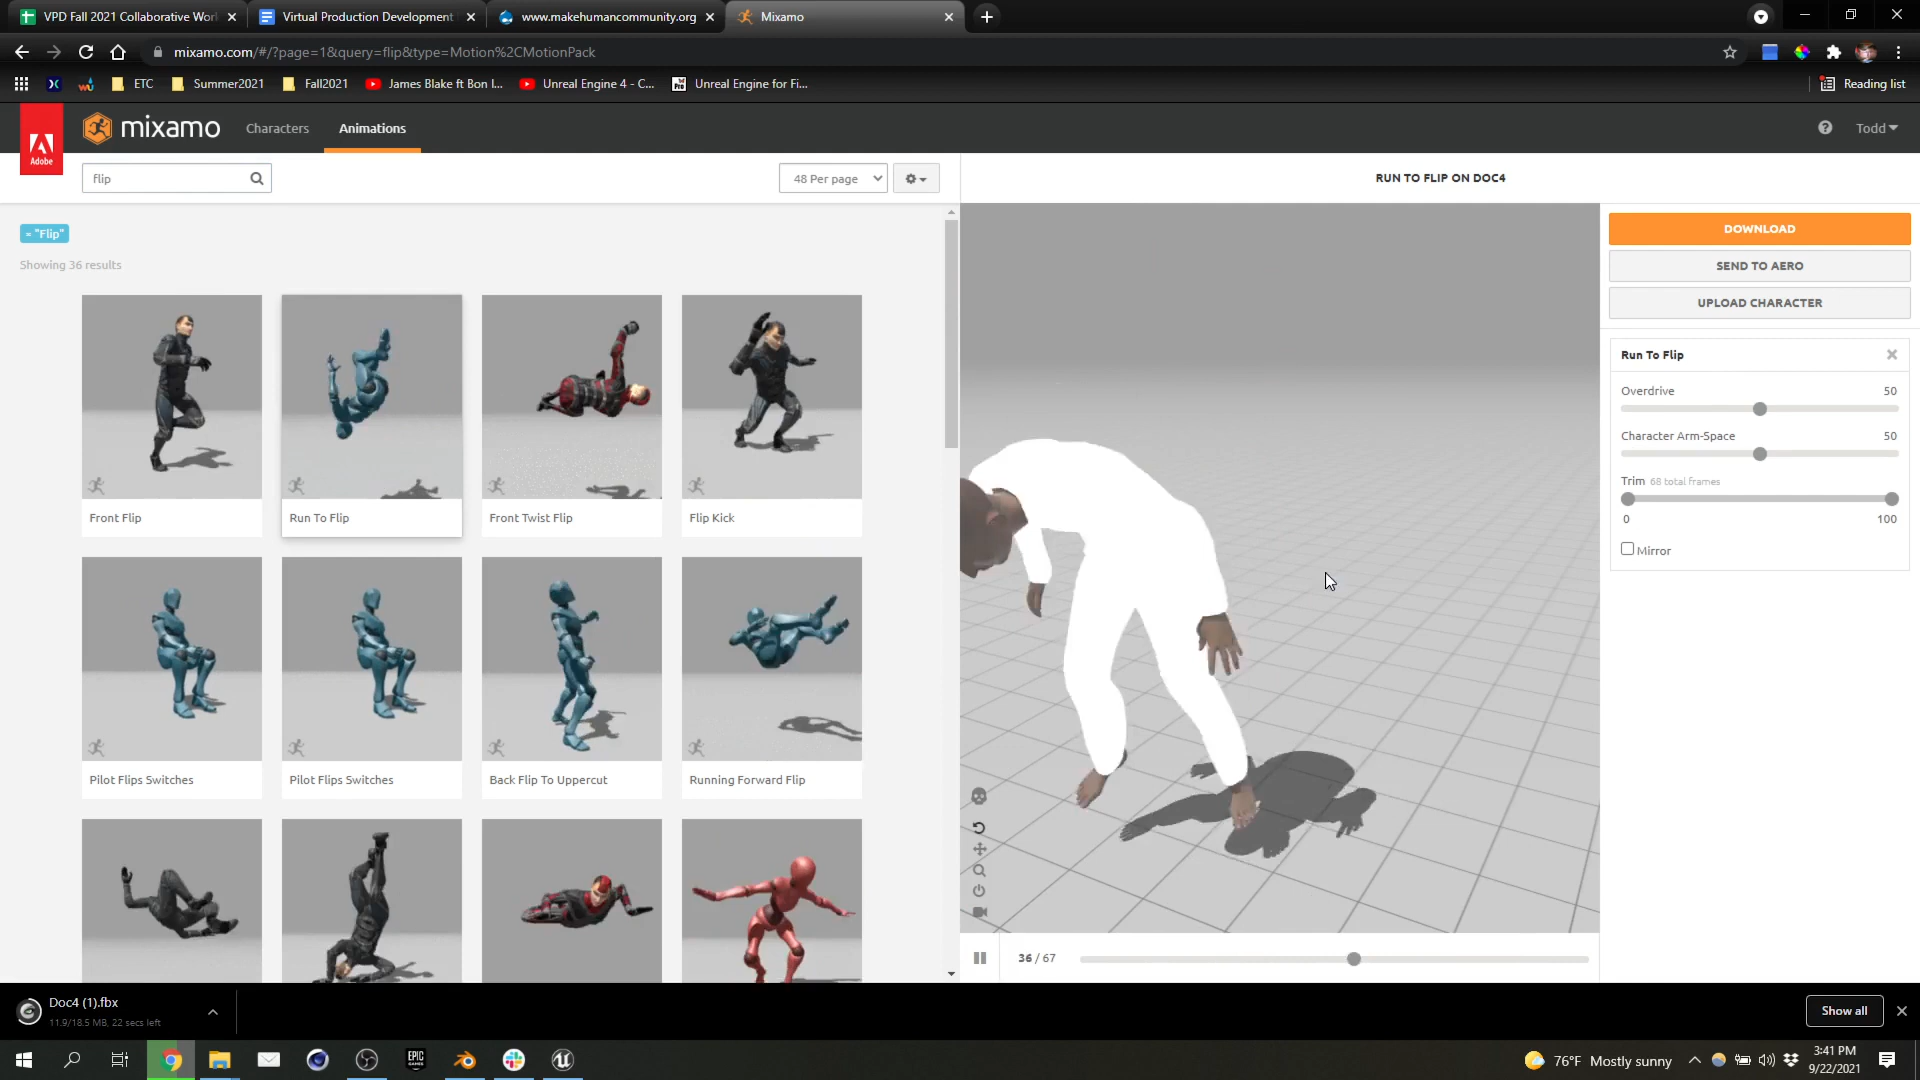 VPD Fall 2021 Collaborative Wor
Virtual Production Development
www.makehumancommunity.org
Mixamo
mixamo.com/#/?page=1&query=flip&type=Motion%2CMotionPack
ETC
Summer2021
Fall2021
James Blake ft Bon I...
Unreal Engine 4 - C...
Unreal Engine for Fi...
Reading list
Adobe
mixamo
Characters
Animations
Todd
flip
48 Per page
RUN TO FLIP ON DOC4
= "Flip"
Showing 36 results
DOWNLOAD
SEND TO AERO
UPLOAD CHARACTER
Run To Flip
Overdrive 50
Character Arm-Space 50
Trim 68 total frames
0 100
Mirror
Front Flip
Run To Flip
Front Twist Flip
Flip Kick
Pilot Flips Switches
Pilot Flips Switches
Back Flip To Uppercut
Running Forward Flip
36 / 67
Doc4 (1).fbx
11.9/18.5 MB, 22 secs left
Show all
EPIC
76°F Mostly sunny
3:41 PM
9/22/2021